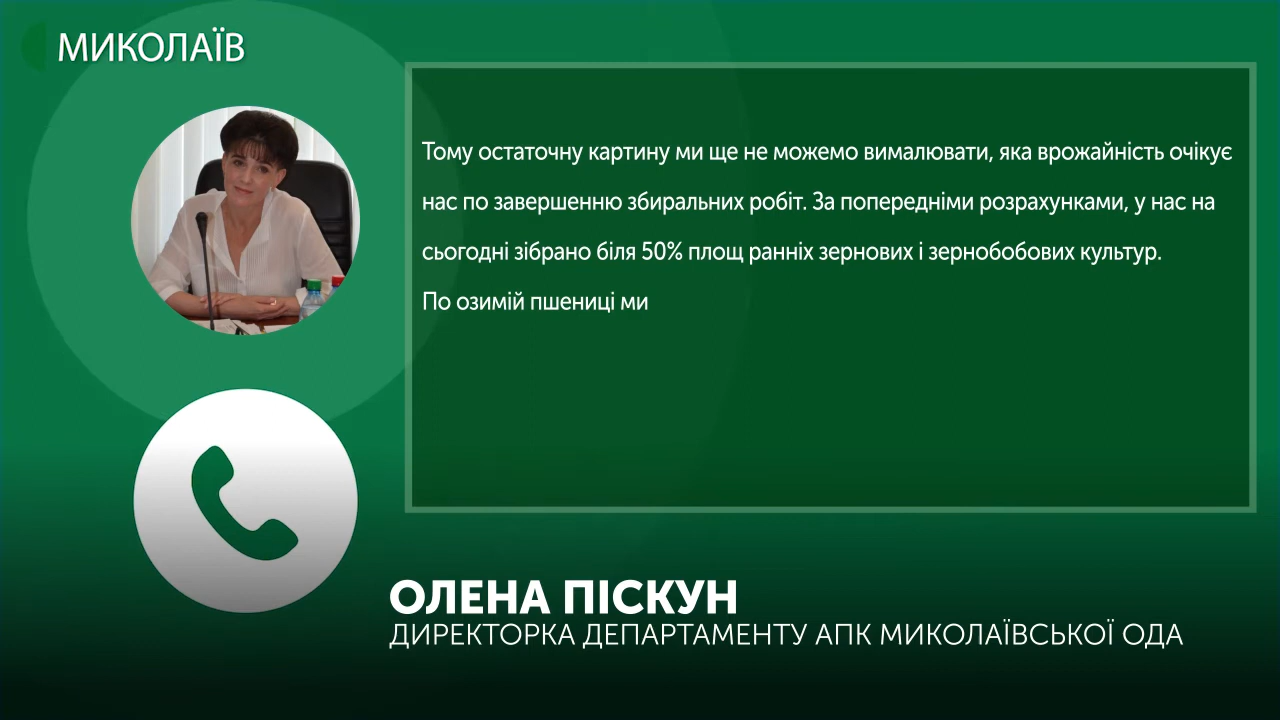 МИКОЛАЇВ
Тому остаточну картину ми ще не можемо вималювати, яка врожайність очікує
нас по завершенню збиральних робіт. За попередніми розрахунками, у нас на
сьогодні зібрано біля 50% площ ранніх зернових і зернобобових культур.
По озимій пшениці ми
ОЛЕНА ПІСКУН
ДИРЕКТОРКА ДЕПАРТАМЕНТУ АПК МИКОЛАЇВСЬКОЇ ОДА